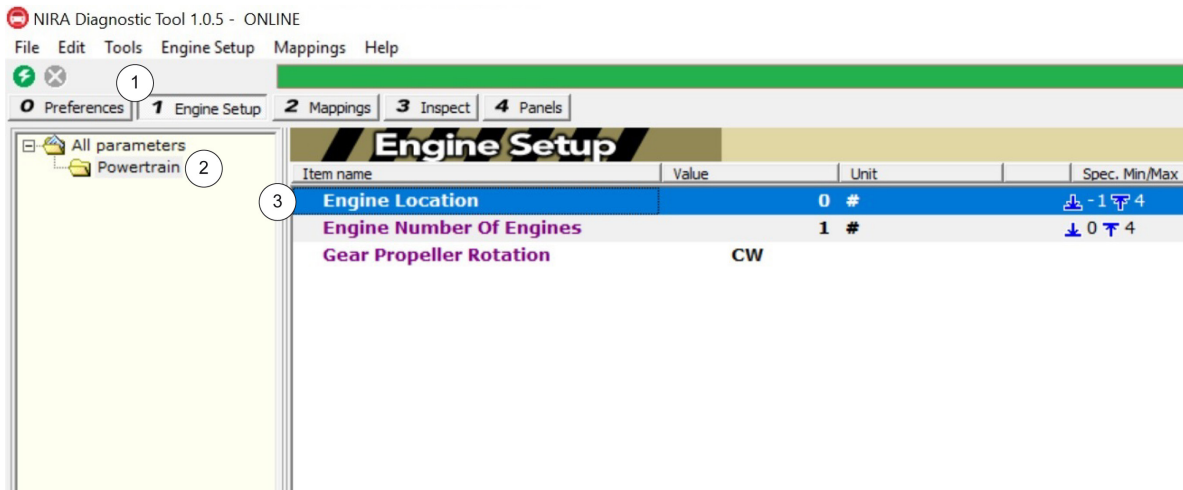 NIRA Diagnostic Tool 1.0.5 - ONLINE
File Edit Tools Engine Setup Mappings Help
1
0 Preferences 1 Engine Setup 2 Mappings 3 Inspect 4 Panels
All parameters
Powertrain 2
Engine Setup
Item name Value Unit Spec. Min/Max
3 Engine Location 0 # -1 4
Engine Number Of Engines 1 # 0 4
Gear Propeller Rotation CW